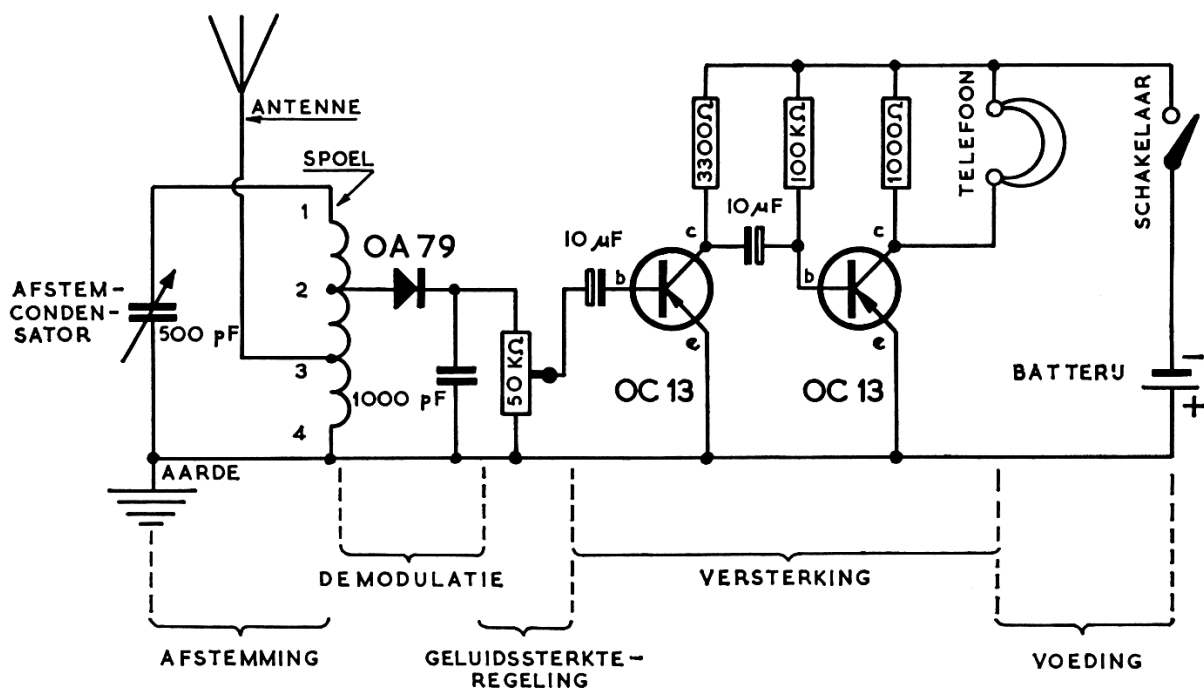 ANTENNE
SPOEL
1
2
3
4
AFSTEM-
CONDEN-
SATOR
500 pF
OA 79
1000 pF
50 KΩ
10 µF
b
c
e
OC 13
3300Ω
10 µF
100 KΩ
b
c
e
OC 13
1000Ω
TELEFOON
SCHAKELAAR
BATTERIJ
-
+
AARDE
DEMODULATIE
VERSTERKING
AFSTEMMING
GELUIDSSTERKTE-
REGELING
VOEDING